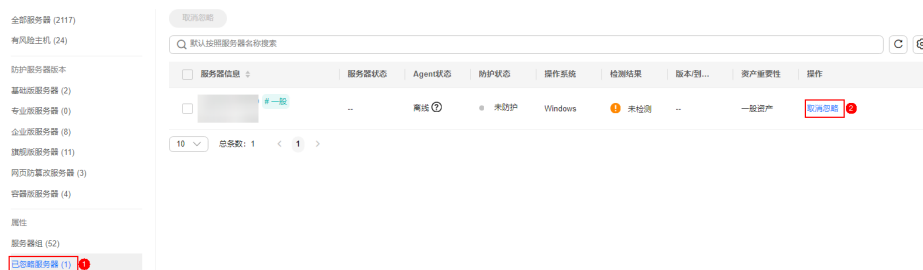 全部服务器 (2117)
有风险主机 (24)
防护服务器版本
基础版服务器 (2)
专业版服务器 (0)
企业版服务器 (8)
旗舰版服务器 (11)
网页防篡改服务器 (3)
容器版服务器 (4)
属性
服务器组 (52)
已忽略服务器 (1) 1
取消忽略
默认按照服务器名称搜索
服务器信息 服务器状态 Agent状态 防护状态 操作系统 检测结果 版本/到... 资产重要性 操作
# 一般 -- 离线 ? 未防护 Windows ! 未检测 -- 一般资产 取消忽略 2
10 总条数: 1 < 1 >